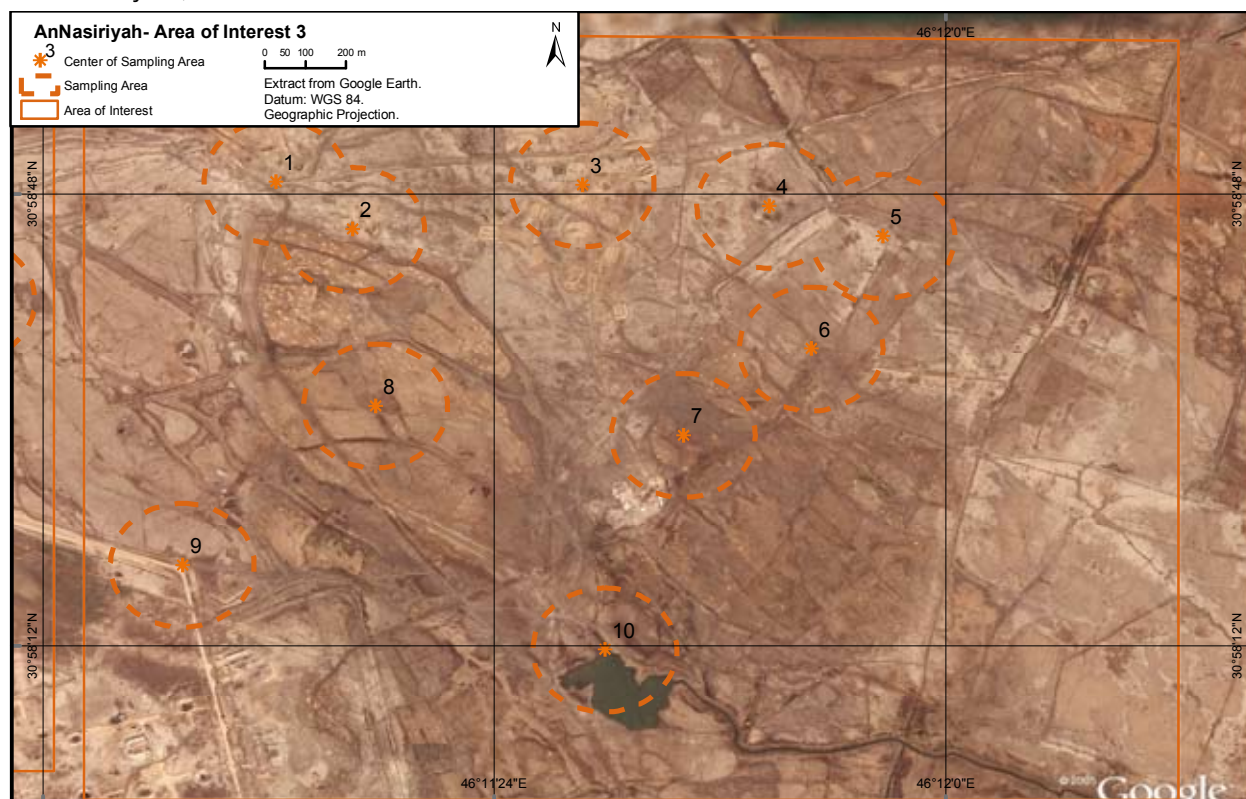 AnNasiriyah- Area of Interest 3
N
3
Center of Sampling Area
Sampling Area
Area of Interest
0 50 100 200 m
Extract from Google Earth.
Datum: WGS 84.
Geographic Projection.
46°12'0"E
30°58'48"N
30°58'48"N
1
2
3
4
5
6
7
8
9
10
30°58'12"N
30°58'12"N
46°11'24"E
46°12'0"E
Google